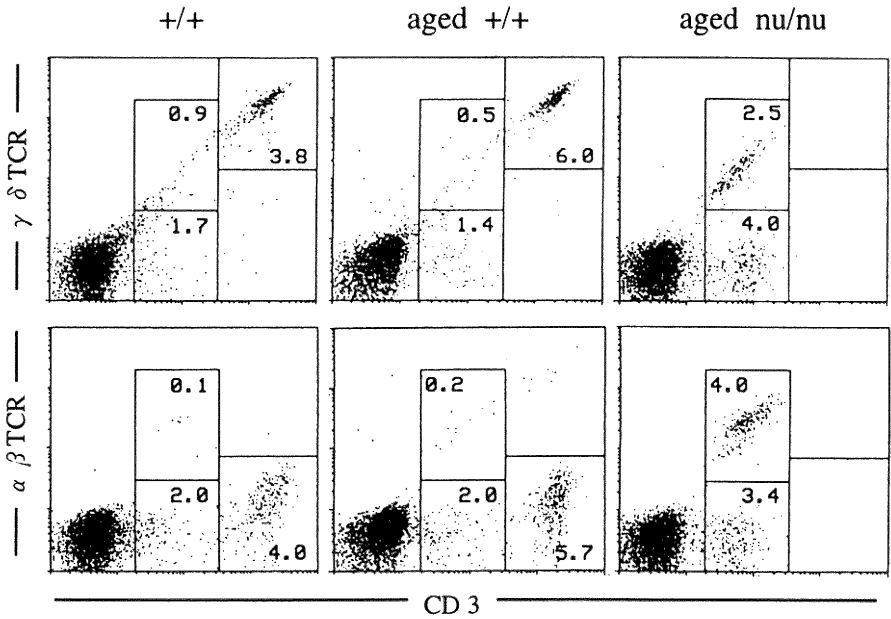 +/+ aged +/+ aged nu/nu
γ δ TCR
0.9 0.5 2.5
3.8 6.0
1.7 1.4 4.0
α β TCR
0.1 0.2 4.0
2.0 2.0 3.4
4.0 5.7
CD 3